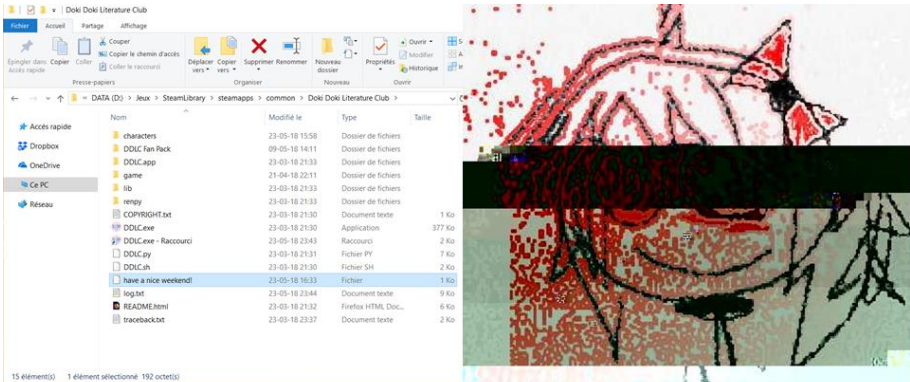 Doki Doki Literature Club
Fichier Accueil Partage Affichage
Épingler dans Accès rapide
Copier
Coller
Couper
Copier le chemin d'accès
Coller le raccourci
Déplacer vers
Copier vers
Supprimer
Renommer
Nouveau dossier
Propriétés
Ouvrir
Modifier
Historique
Presse-papiers Organiser Nouveau Ouvrir
DATA (D:) > Jeux > SteamLibrary > steamapps > common > Doki Doki Literature Club >
Accès rapide
Dropbox
OneDrive
Ce PC
Réseau
Nom Modifié le Type Taille
characters 23-05-18 15:58 Dossier de fichiers
DDLC Fan Pack 09-05-18 14:11 Dossier de fichiers
DDLC.app 23-03-18 21:33 Dossier de fichiers
game 21-04-18 22:11 Dossier de fichiers
lib 23-03-18 21:33 Dossier de fichiers
renpy 23-03-18 21:33 Dossier de fichiers
COPYRIGHT.txt 23-03-18 21:30 Document texte 1 Ko
DDLC.exe 23-03-18 21:30 Application 377 Ko
DDLC.exe - Raccourci 23-05-18 23:43 Raccourci 2 Ko
DDLC.py 23-03-18 21:31 Fichier PY 7 Ko
DDLC.sh 23-03-18 21:30 Fichier SH 2 Ko
have a nice weekend! 23-05-18 16:33 Fichier 1 Ko
log.txt 23-05-18 23:44 Document texte 9 Ko
README.html 23-03-18 21:32 Firefox HTML Doc... 6 Ko
traceback.txt 23-03-18 23:37 Document texte 2 Ko
15 élément(s) 1 élément sélectionné 192 octet(s)